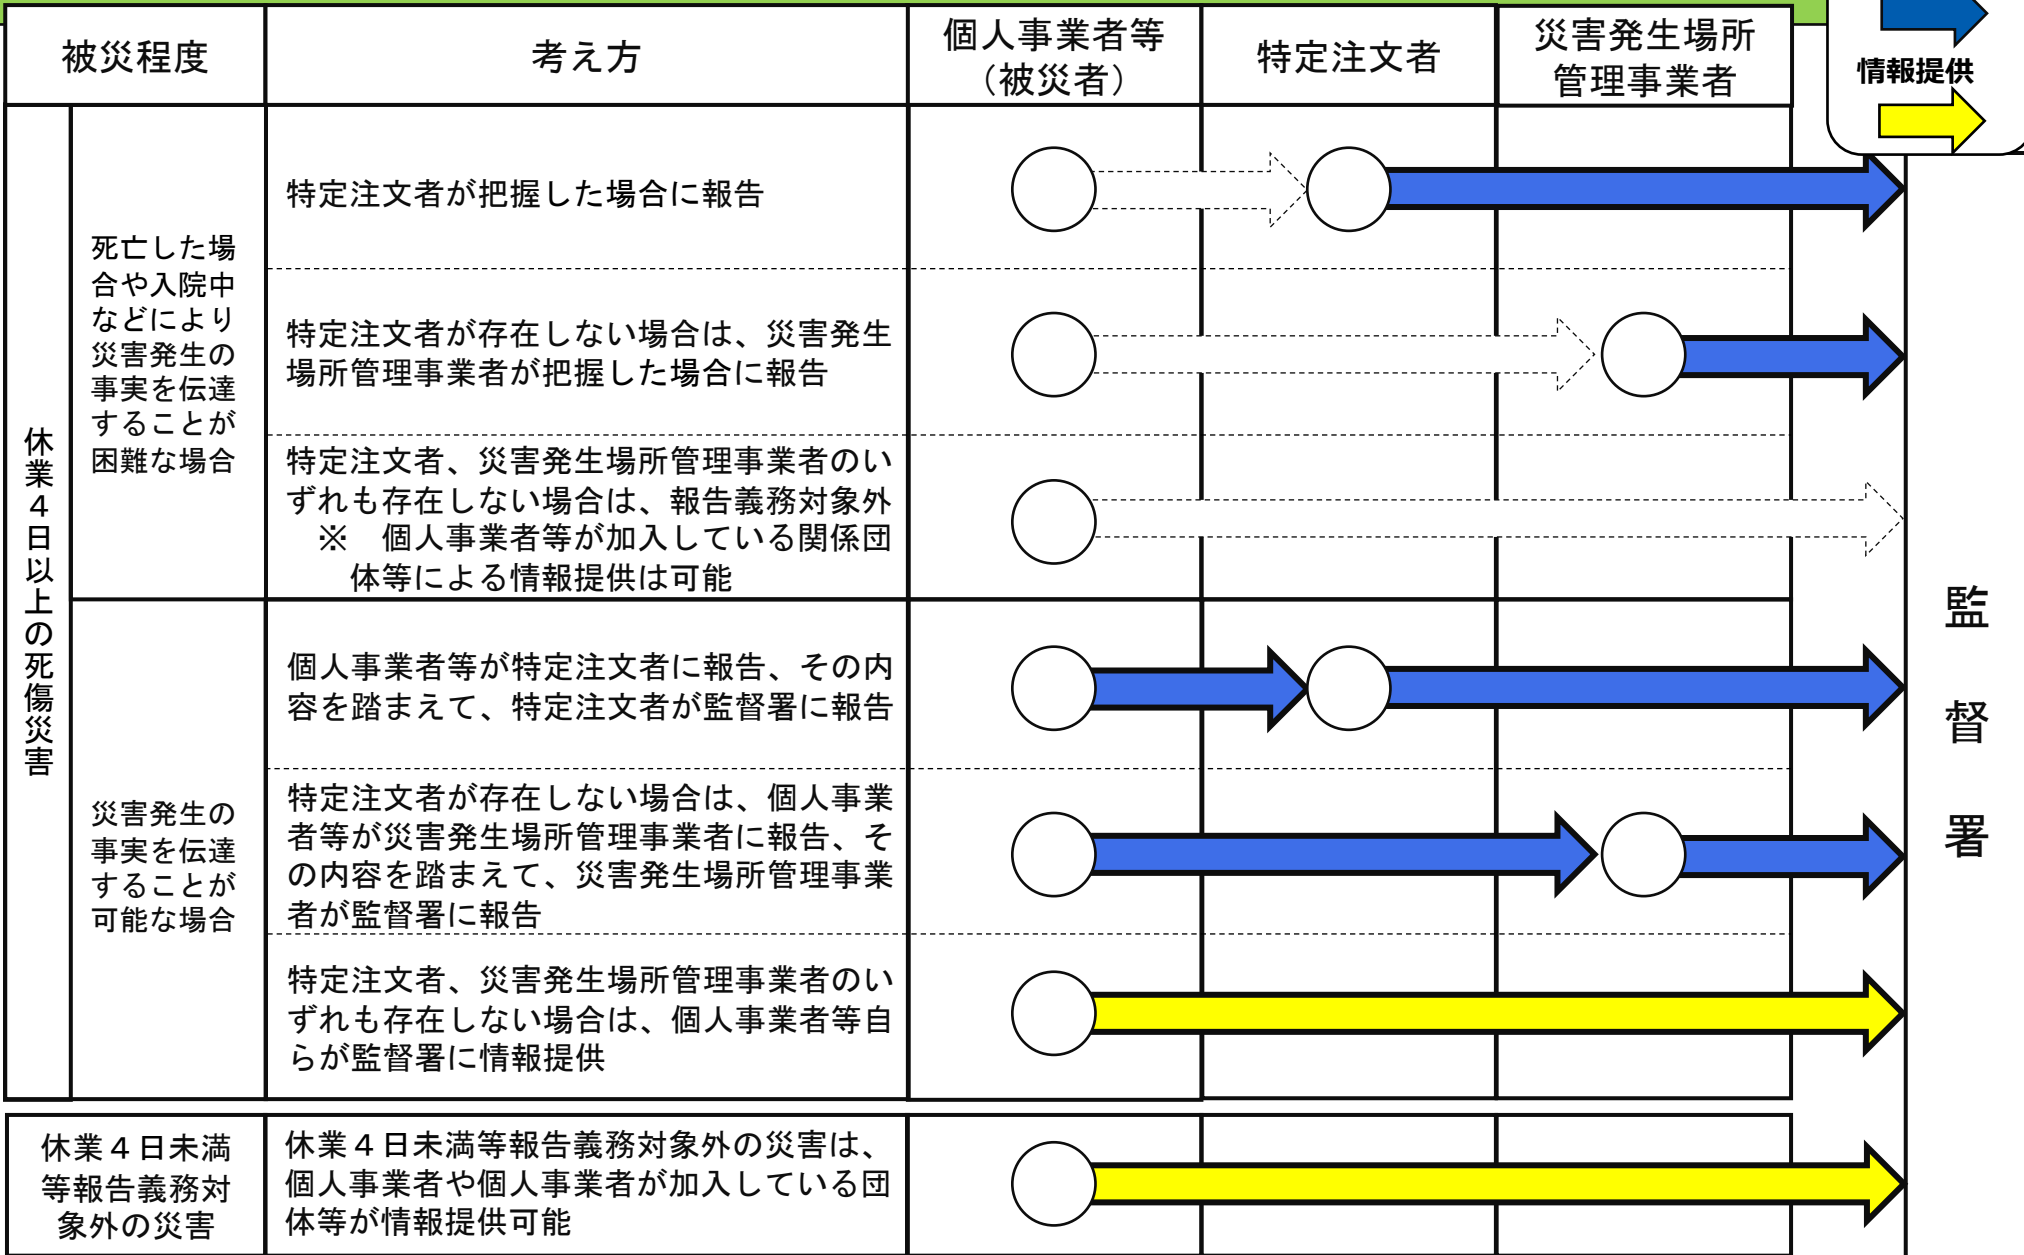 被災程度
考え方
個人事業者等
（被災者）
特定注文者
災害発生場所
管理事業者
情報提供
休業４日以上の死傷災害
死亡した場
合や入院中
などにより
災害発生の
事実を伝達
することが
困難な場合
特定注文者が把握した場合に報告
特定注文者が存在しない場合は、災害発生
場所管理事業者が把握した場合に報告
特定注文者、災害発生場所管理事業者のい
ずれも存在しない場合は、報告義務対象外
※　個人事業者等が加入している関係団
体等による情報提供は可能
災害発生の
事実を伝達
することが
可能な場合
個人事業者等が特定注文者に報告、その内
容を踏まえて、特定注文者が監督署に報告
特定注文者が存在しない場合は、個人事業
者等が災害発生場所管理事業者に報告、そ
の内容を踏まえて、災害発生場所管理事業
者が監督署に報告
特定注文者、災害発生場所管理事業者のい
ずれも存在しない場合は、個人事業者等自
らが監督署に情報提供
監督署
休業４日未満
等報告義務対
象外の災害
休業４日未満等報告義務対象外の災害は、
個人事業者や個人事業者が加入している団
体等が情報提供可能